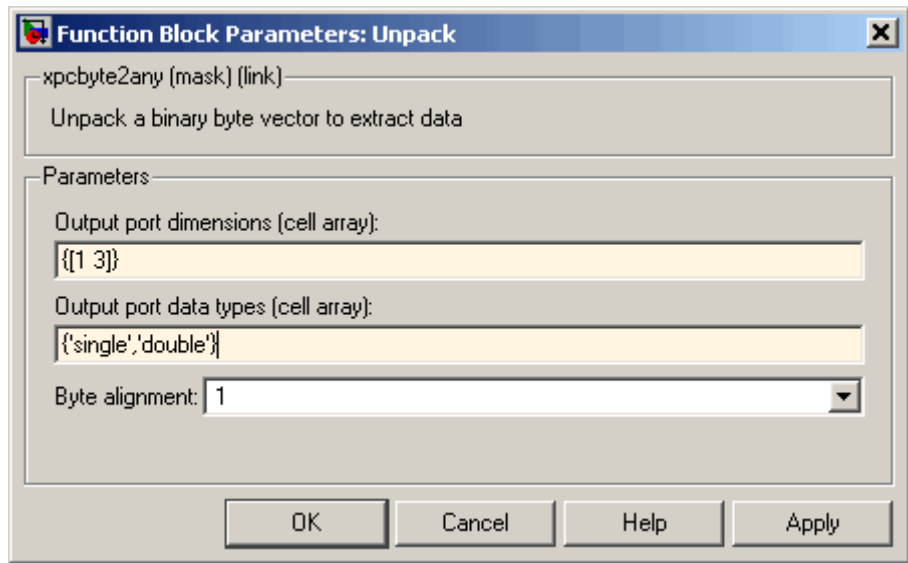 Function Block Parameters: Unpack
xpcbyte2any (mask) (link)
Unpack a binary byte vector to extract data
Parameters
Output port dimensions (cell array):
{[1 3]}
Output port data types (cell array):
{'single','double'}
Byte alignment: 1
OK Cancel Help Apply